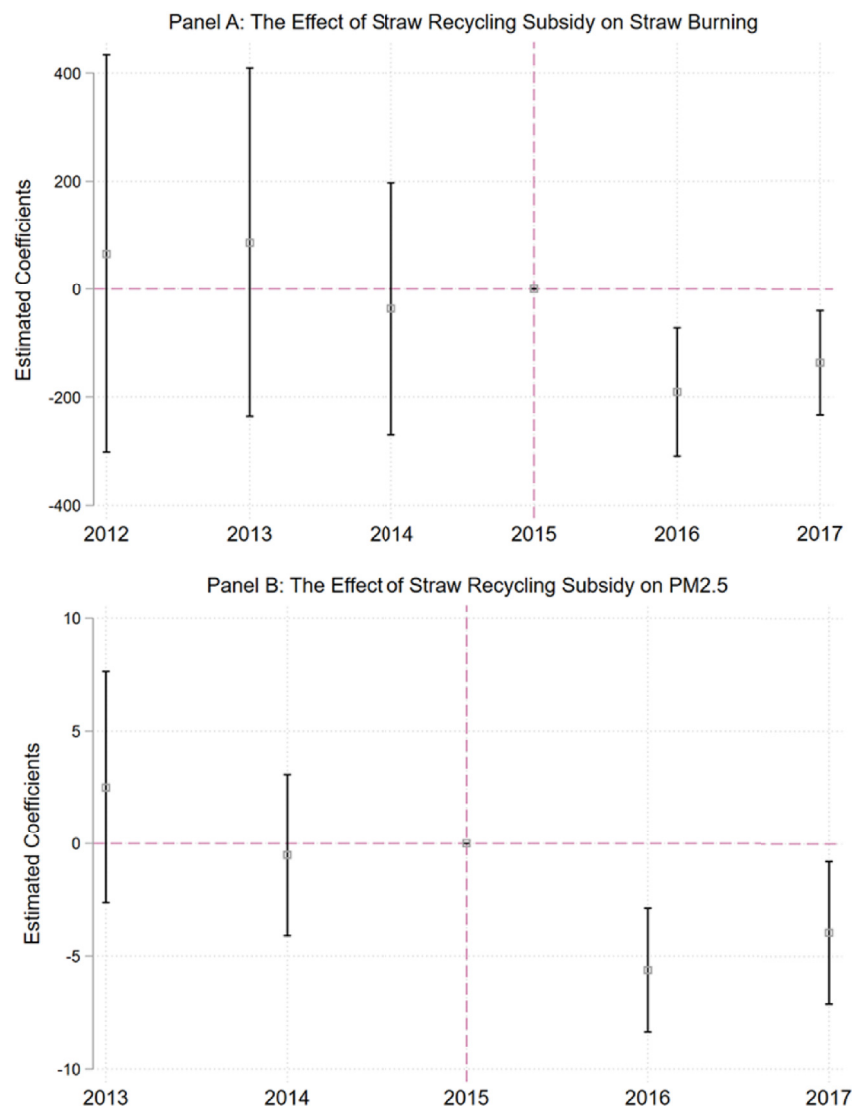 Panel A: The Effect of Straw Recycling Subsidy on Straw Burning
400
200
0
-200
-400
Estimated Coefficients
2012 2013 2014 2015 2016 2017
Panel B: The Effect of Straw Recycling Subsidy on PM2.5
10
5
0
-5
-10
Estimated Coefficients
2013 2014 2015 2016 2017